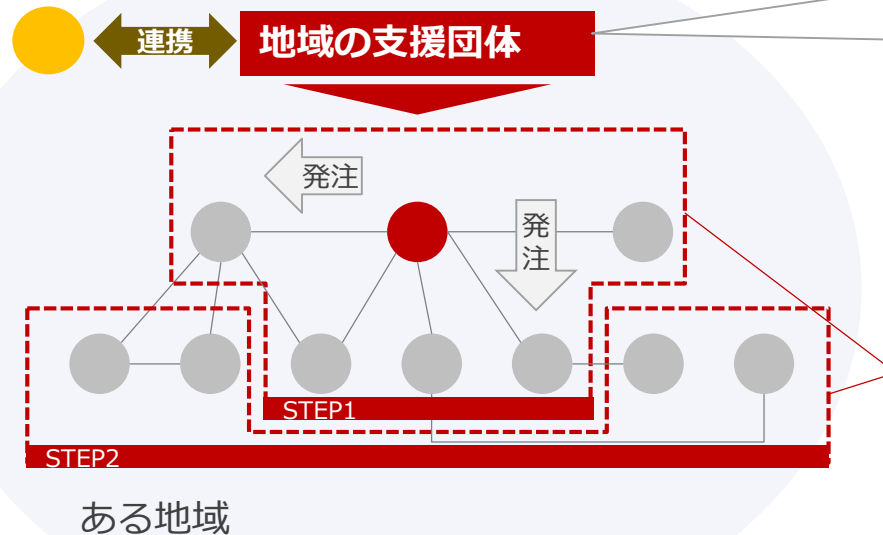 連携
地域の支援団体
発注
発
注
STEP1
STEP2
ある地域